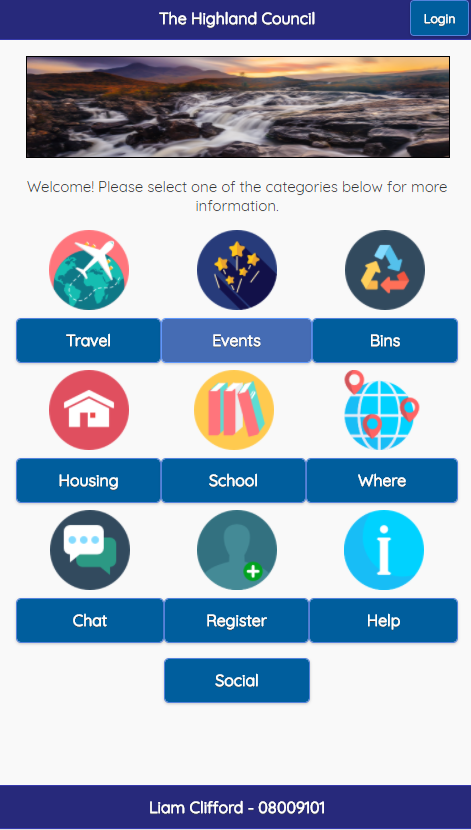 The Highland Council
Login
Welcome! Please select one of the categories below for more
information.
Travel
Events
Bins
Housing
School
Where
Chat
Register
Help
Social
Liam Clifford - 08009101